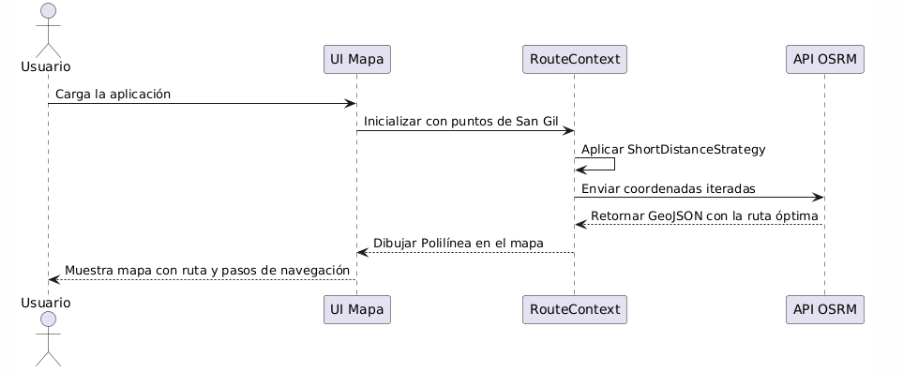 Usuario
UI Mapa
RouteContext
API OSRM
Carga la aplicación
Inicializar con puntos de San Gil
Aplicar ShortDistanceStrategy
Enviar coordenadas iteradas
Retornar GeoJSON con la ruta óptima
Dibujar Polilínea en el mapa
Muestra mapa con ruta y pasos de navegación
Usuario
UI Mapa
RouteContext
API OSRM